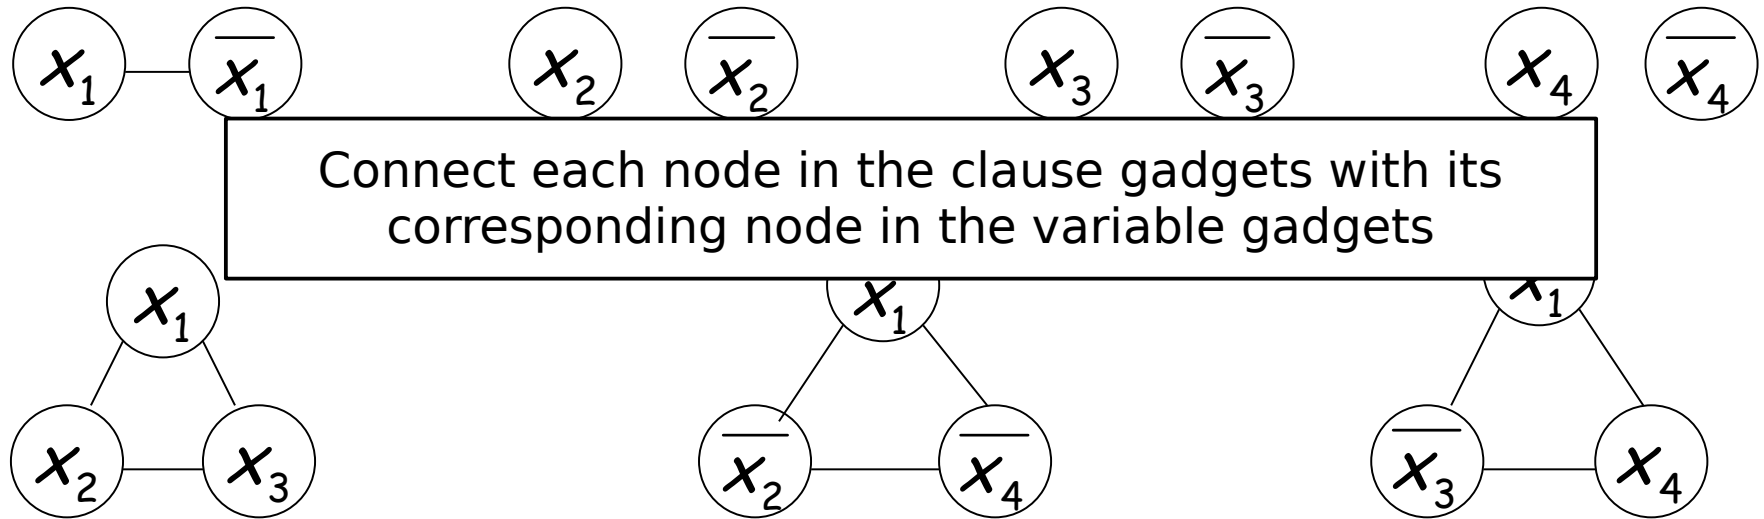 x₁ x̅₁ x₂ x̅₂ x₃ x̅₃ x₄ x̅₄
Connect each node in the clause gadgets with its
corresponding node in the variable gadgets
x₁ x₁ x₁
x₂ x₃ x̅₂ x̅₄ x̅₃ x₄